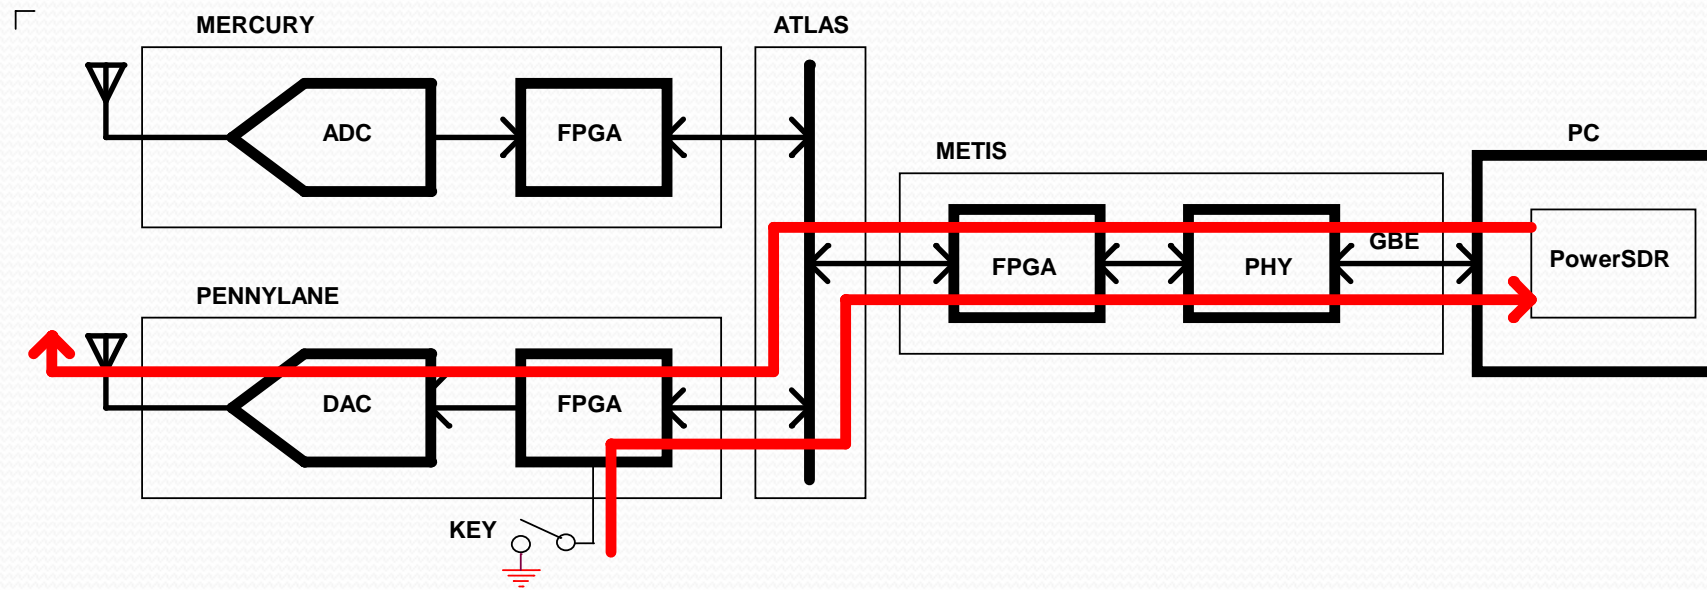 MERCURY
ATLAS
ADC
FPGA
PC
METIS
GBE
FPGA
PHY
PowerSDR
PENNYLANE
DAC
FPGA
KEY